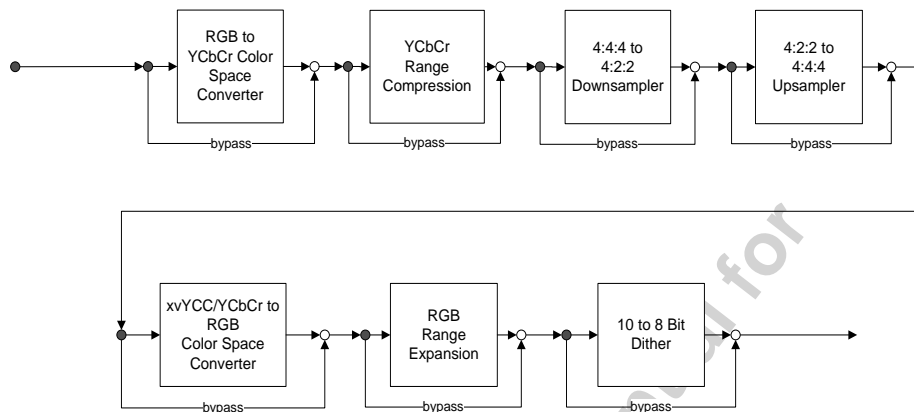 RGB to
YCbCr Color
Space
Converter
bypass
YCbCr
Range
Compression
bypass
4:4:4 to
4:2:2
Downsampler
bypass
4:2:2 to
4:4:4
Upsampler
bypass
xvYCC/YCbCr to
RGB
Color Space
Converter
bypass
RGB
Range
Expansion
bypass
10 to 8 Bit
Dither
bypass
for